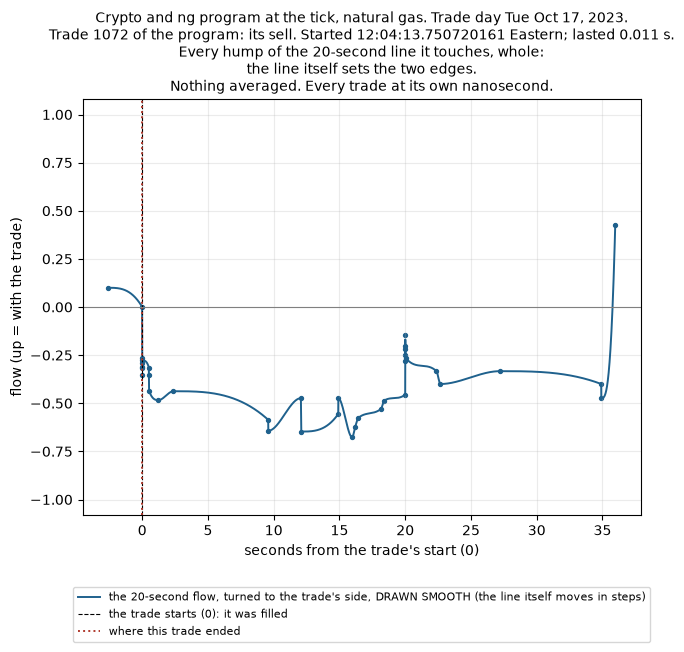 Crypto and ng program at the tick, natural gas. Trade day Tue Oct 17, 2023.
Trade 1072 of the program: its sell. Started 12:04:13.750720161 Eastern; lasted 0.011 s.
Every hump of the 20-second line it touches, whole:
the line itself sets the two edges.
Nothing averaged. Every trade at its own nanosecond.
1.00
0.75
0.50
0.25
0.00
−0.25
−0.50
−0.75
−1.00
flow (up = with the trade)
0
5
10
15
20
25
30
35
seconds from the trade's start (0)
the 20-second flow, turned to the trade's side, DRAWN SMOOTH (the line itself moves in steps)
the trade starts (0): it was filled
where this trade ended